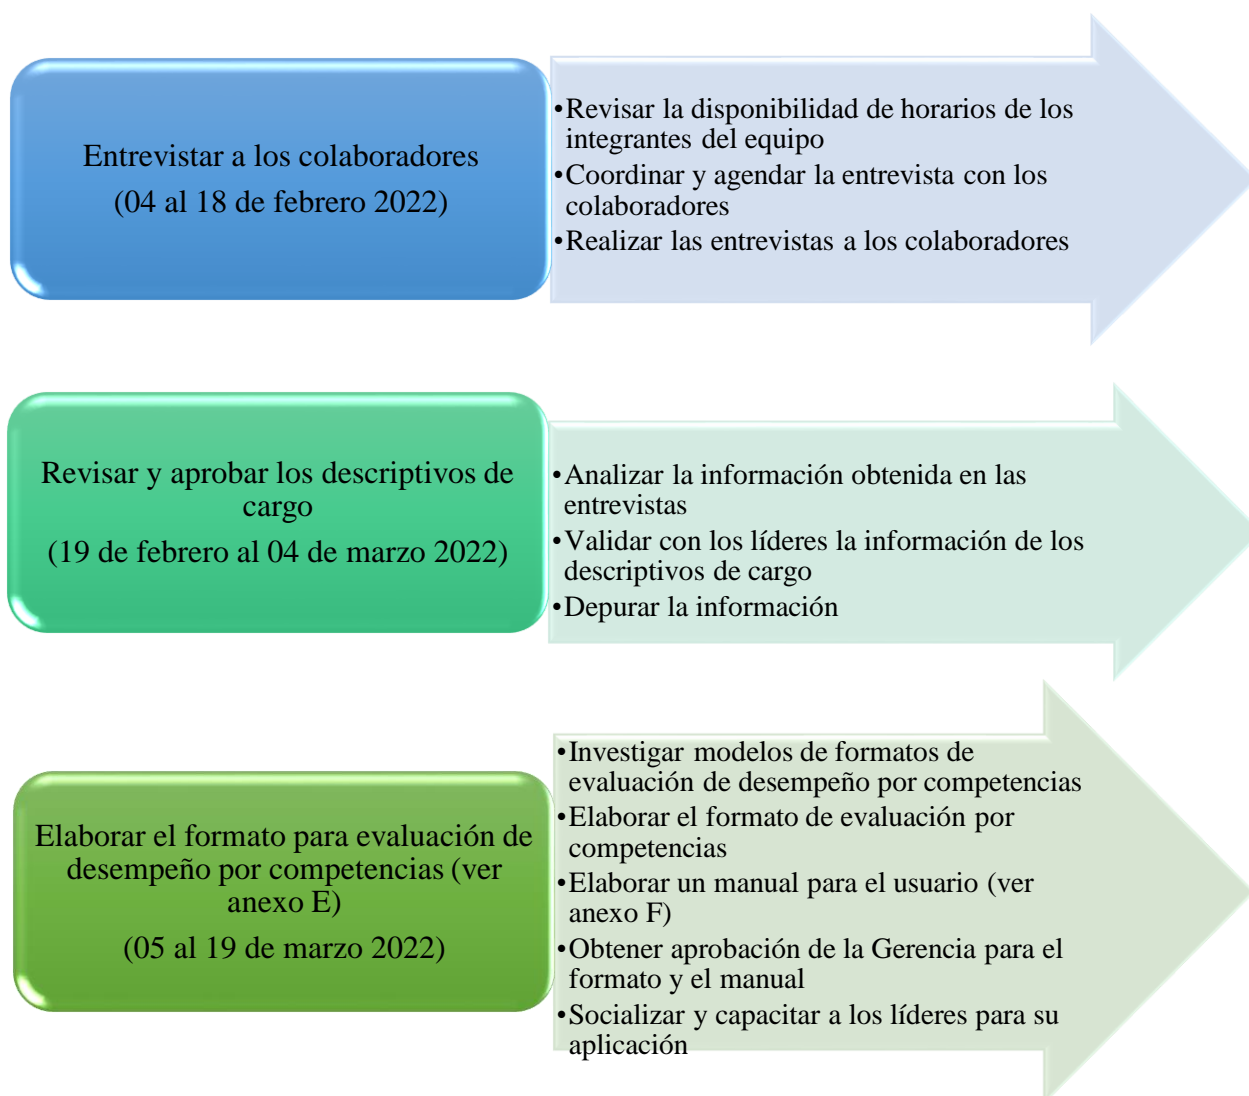 Entrevistar a los colaboradores
(04 al 18 de febrero 2022)
•Revisar la disponibilidad de horarios de los
integrantes del equipo
•Coordinar y agendar la entrevista con los
colaboradores
•Realizar las entrevistas a los colaboradores
Revisar y aprobar los descriptivos de
cargo
(19 de febrero al 04 de marzo 2022)
•Analizar la información obtenida en las
entrevistas
•Validar con los líderes la información de los
descriptivos de cargo
•Depurar la información
Elaborar el formato para evaluación de
desempeño por competencias (ver
anexo E)
(05 al 19 de marzo 2022)
•Investigar modelos de formatos de
evaluación de desempeño por competencias
•Elaborar el formato de evaluación por
competencias
•Elaborar un manual para el usuario (ver
anexo F)
•Obtener aprobación de la Gerencia para el
formato y el manual
•Socializar y capacitar a los líderes para su
aplicación